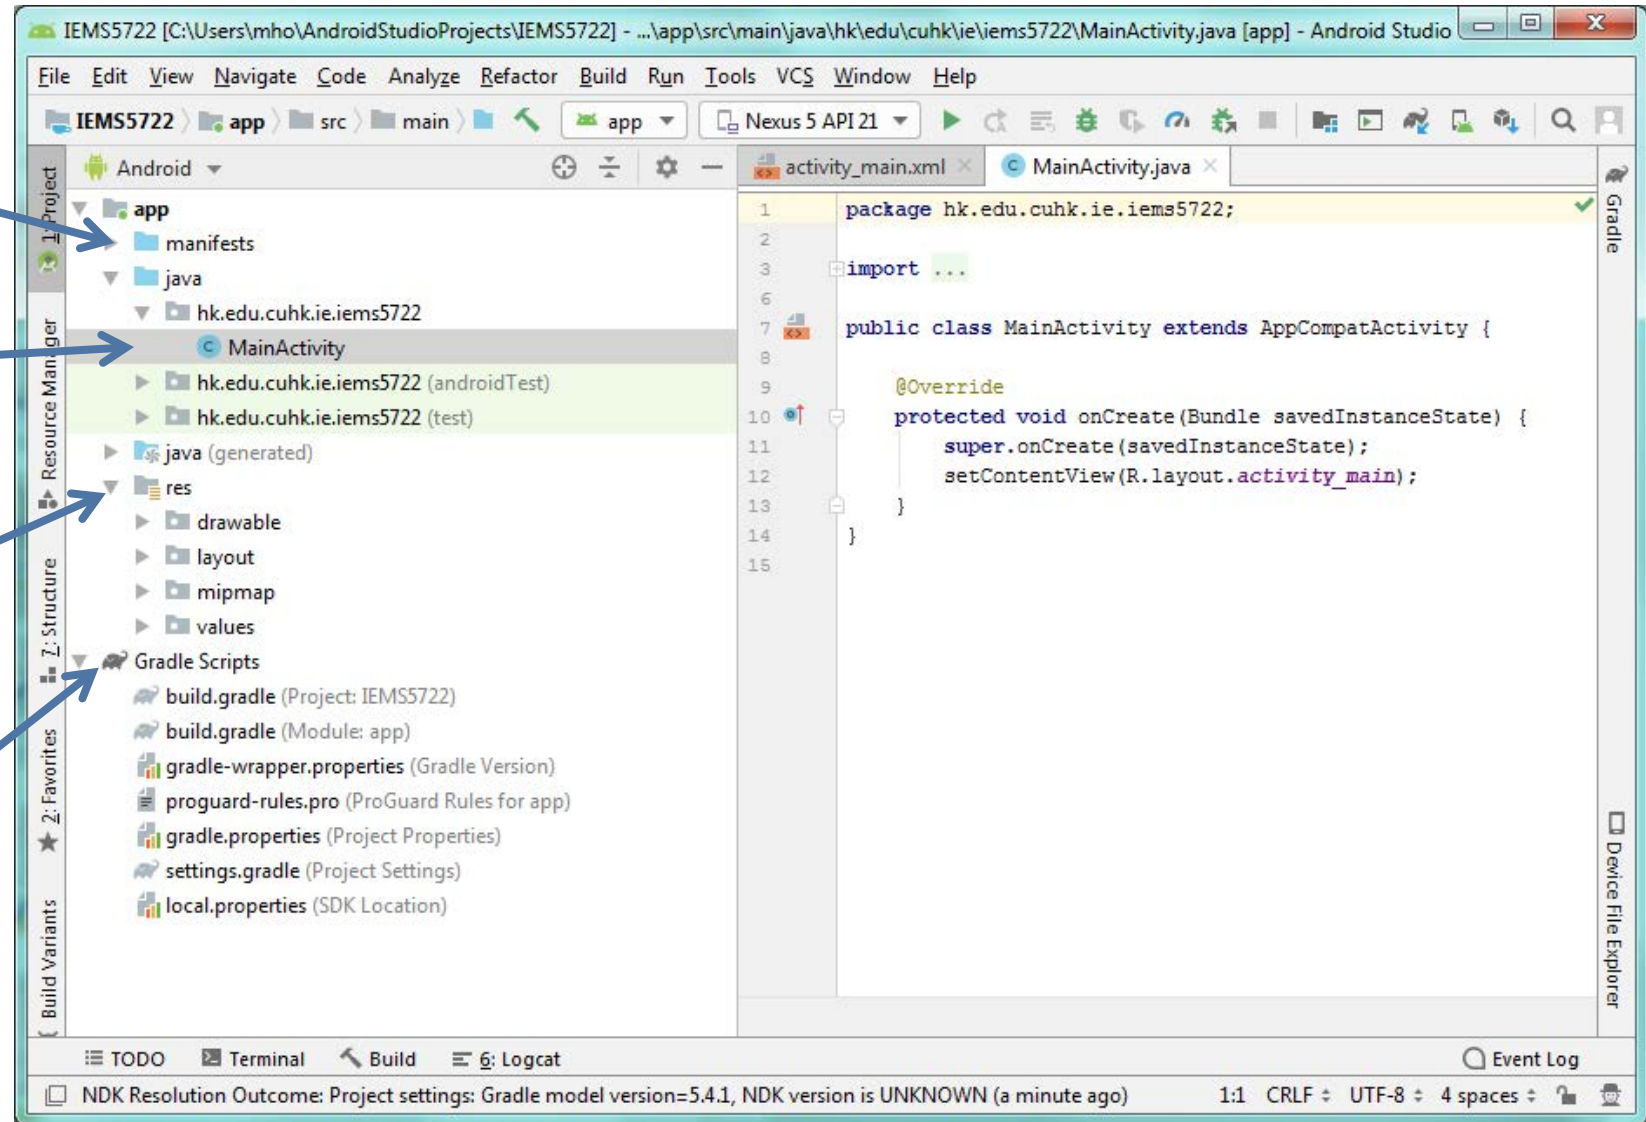 IEMS5722 [C:\Users\mho\AndroidStudioProjects\IEMS5722] - ...\app\src\main\java\hk\edu\cuhk\ie\iems5722\MainActivity.java [app] - Android Studio
File Edit View Navigate Code Analyze Refactor Build Run Tools VCS Window Help
IEMS5722 app src main app Nexus 5 API 21
1: Project
Resource Manager
7: Structure
2: Favorites
Build Variants
Android
app
manifests
java
hk.edu.cuhk.ie.iems5722
MainActivity
hk.edu.cuhk.ie.iems5722 (androidTest)
hk.edu.cuhk.ie.iems5722 (test)
java (generated)
res
drawable
layout
mipmap
values
Gradle Scripts
build.gradle (Project: IEMS5722)
build.gradle (Module: app)
gradle-wrapper.properties (Gradle Version)
proguard-rules.pro (ProGuard Rules for app)
gradle.properties (Project Properties)
settings.gradle (Project Settings)
local.properties (SDK Location)
activity_main.xml MainActivity.java
1 package hk.edu.cuhk.ie.iems5722;
2
3 import ...
6
7 public class MainActivity extends AppCompatActivity {
8
9 @Override
10 protected void onCreate(Bundle savedInstanceState) {
11 super.onCreate(savedInstanceState);
12 setContentView(R.layout.activity_main);
13 }
14 }
15
Gradle
Device File Explorer
TODO Terminal Build 6: Logcat Event Log
NDK Resolution Outcome: Project settings: Gradle model version=5.4.1, NDK version is UNKNOWN (a minute ago) 1:1 CRLF UTF-8 4 spaces